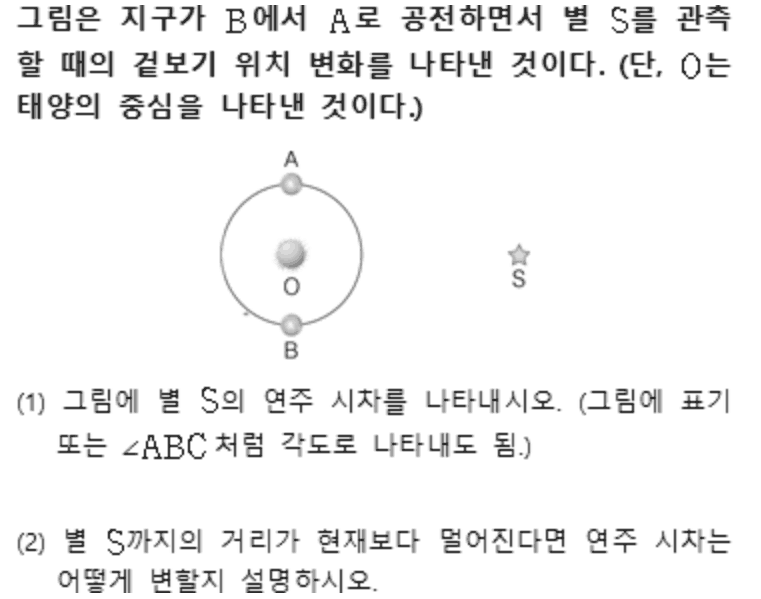 그림은 지구가 B에서 A로 공전하면서 별 S를 관측
할 때의 겉보기 위치 변화를 나타낸 것이다. (단, O는
태양의 중심을 나타낸 것이다.)
A
O
S
B
(1) 그림에 별 S의 연주 시차를 나타내시오. (그림에 표기
또는 ∠ABC처럼 각도로 나타내도 됨.)
(2) 별 S까지의 거리가 현재보다 멀어진다면 연주 시차는
어떻게 변할지 설명하시오.